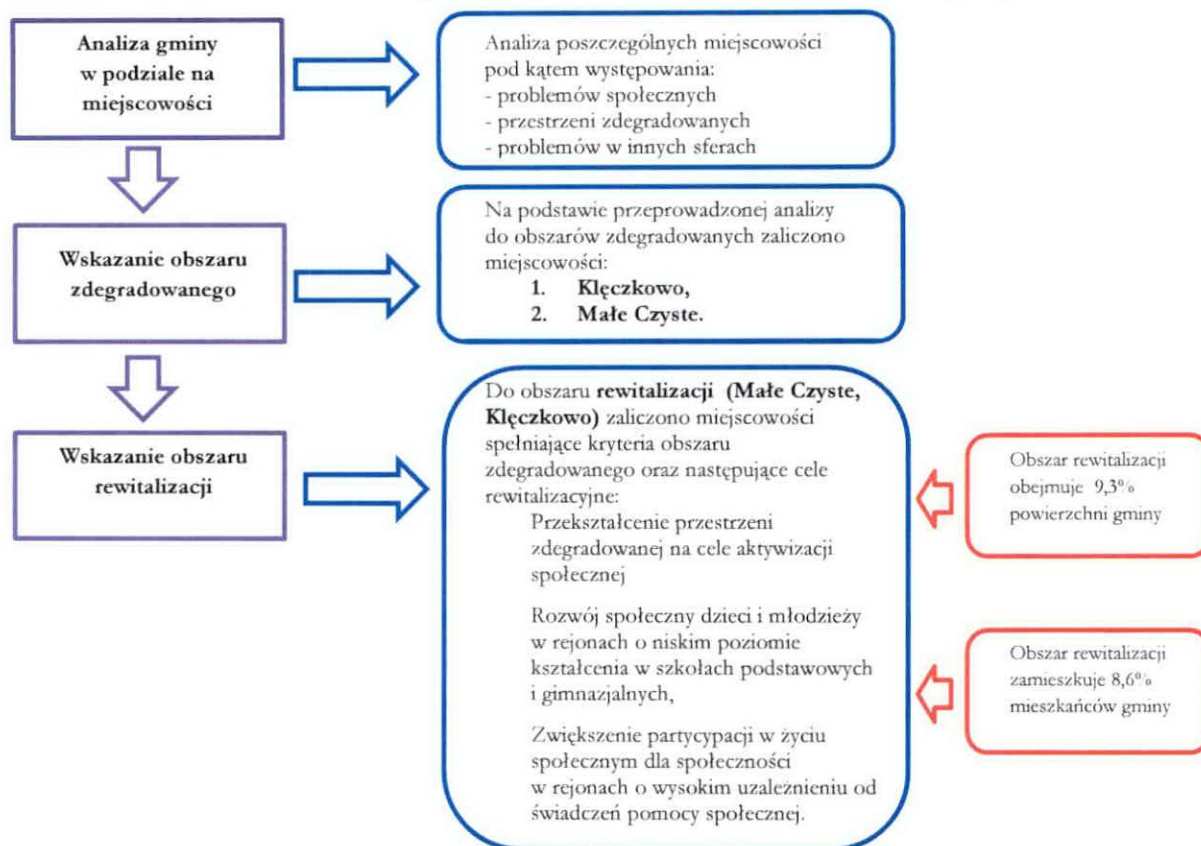 Analiza gminy
w podziale na
miejscowości
Analiza poszczególnych miejscowości
pod kątem występowania:
- problemów społecznych
- przestrzeni zdegradowanych
- problemów w innych sferach
Wskazanie obszaru
zdegradowanego
Na podstawie przeprowadzonej analizy
do obszarów zdegradowanych zaliczono
miejscowości:
1. Klęczkowo,
2. Małe Czyste.
Wskazanie obszaru
rewitalizacji
Do obszaru rewitalizacji (Małe Czyste,
Klęczkowo) zaliczono miejscowości
spełniające kryteria obszaru
zdegradowanego oraz następujące cele
rewitalizacyjne:
Przekształcenie przestrzeni
zdegradowanej na cele aktywizacji
społecznej
Rozwój społeczny dzieci i młodzieży
w rejonach o niskim poziomie
kształcenia w szkołach podstawowych
i gimnazjalnych,
Zwiększenie partycypacji w życiu
społecznym dla społeczności
w rejonach o wysokim uzależnieniu od
świadczeń pomocy społecznej.
Obszar rewitalizacji
obejmuje 9,3%
powierzchni gminy
Obszar rewitalizacji
zamieszkuje 8,6%
mieszkańców gminy